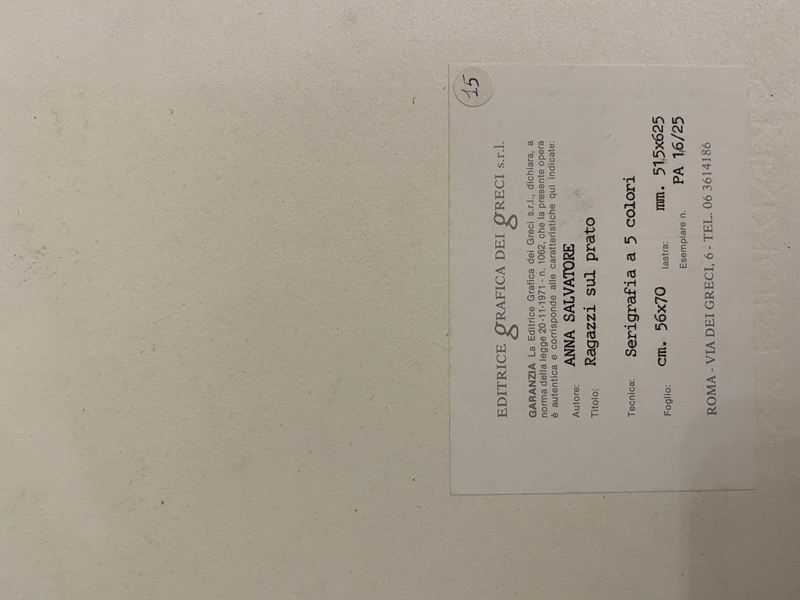 15
EDITRICE gRAFICA DEI gRECI s.r.l.
GARANZIA La Editrice Grafica dei Greci s.r.l., dichiara, a
norma della legge 20-11-1971 - n. 1062, che la presente opera
è autentica e corrisponde alle caratteristiche qui indicate:
Autore: ANNA SALVATORE
Titolo: Ragazzi sul prato
Tecnica: Serigrafia a 5 colori
Foglio: cm. 56x70 lastra: mm. 515x625
Esemplare n. PA 16/25
ROMA - VIA DEI GRECI, 6 - TEL. 06 3614186